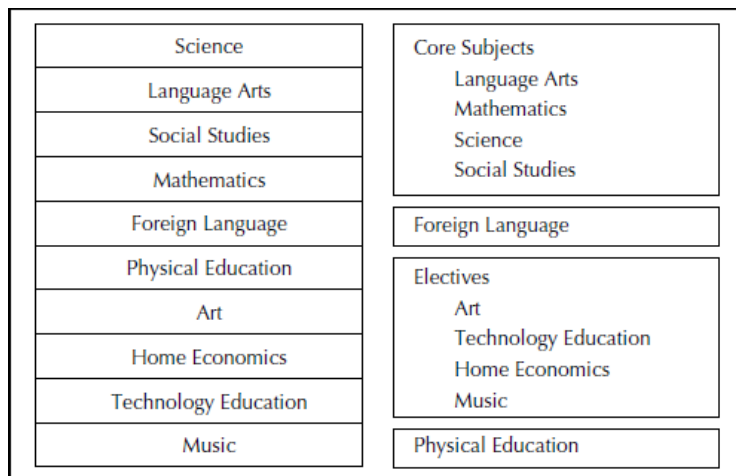 Science
Language Arts
Social Studies
Mathematics
Foreign Language
Physical Education
Art
Home Economics
Technology Education
Music
Core Subjects
Language Arts
Mathematics
Science
Social Studies
Foreign Language
Electives
Art
Technology Education
Home Economics
Music
Physical Education